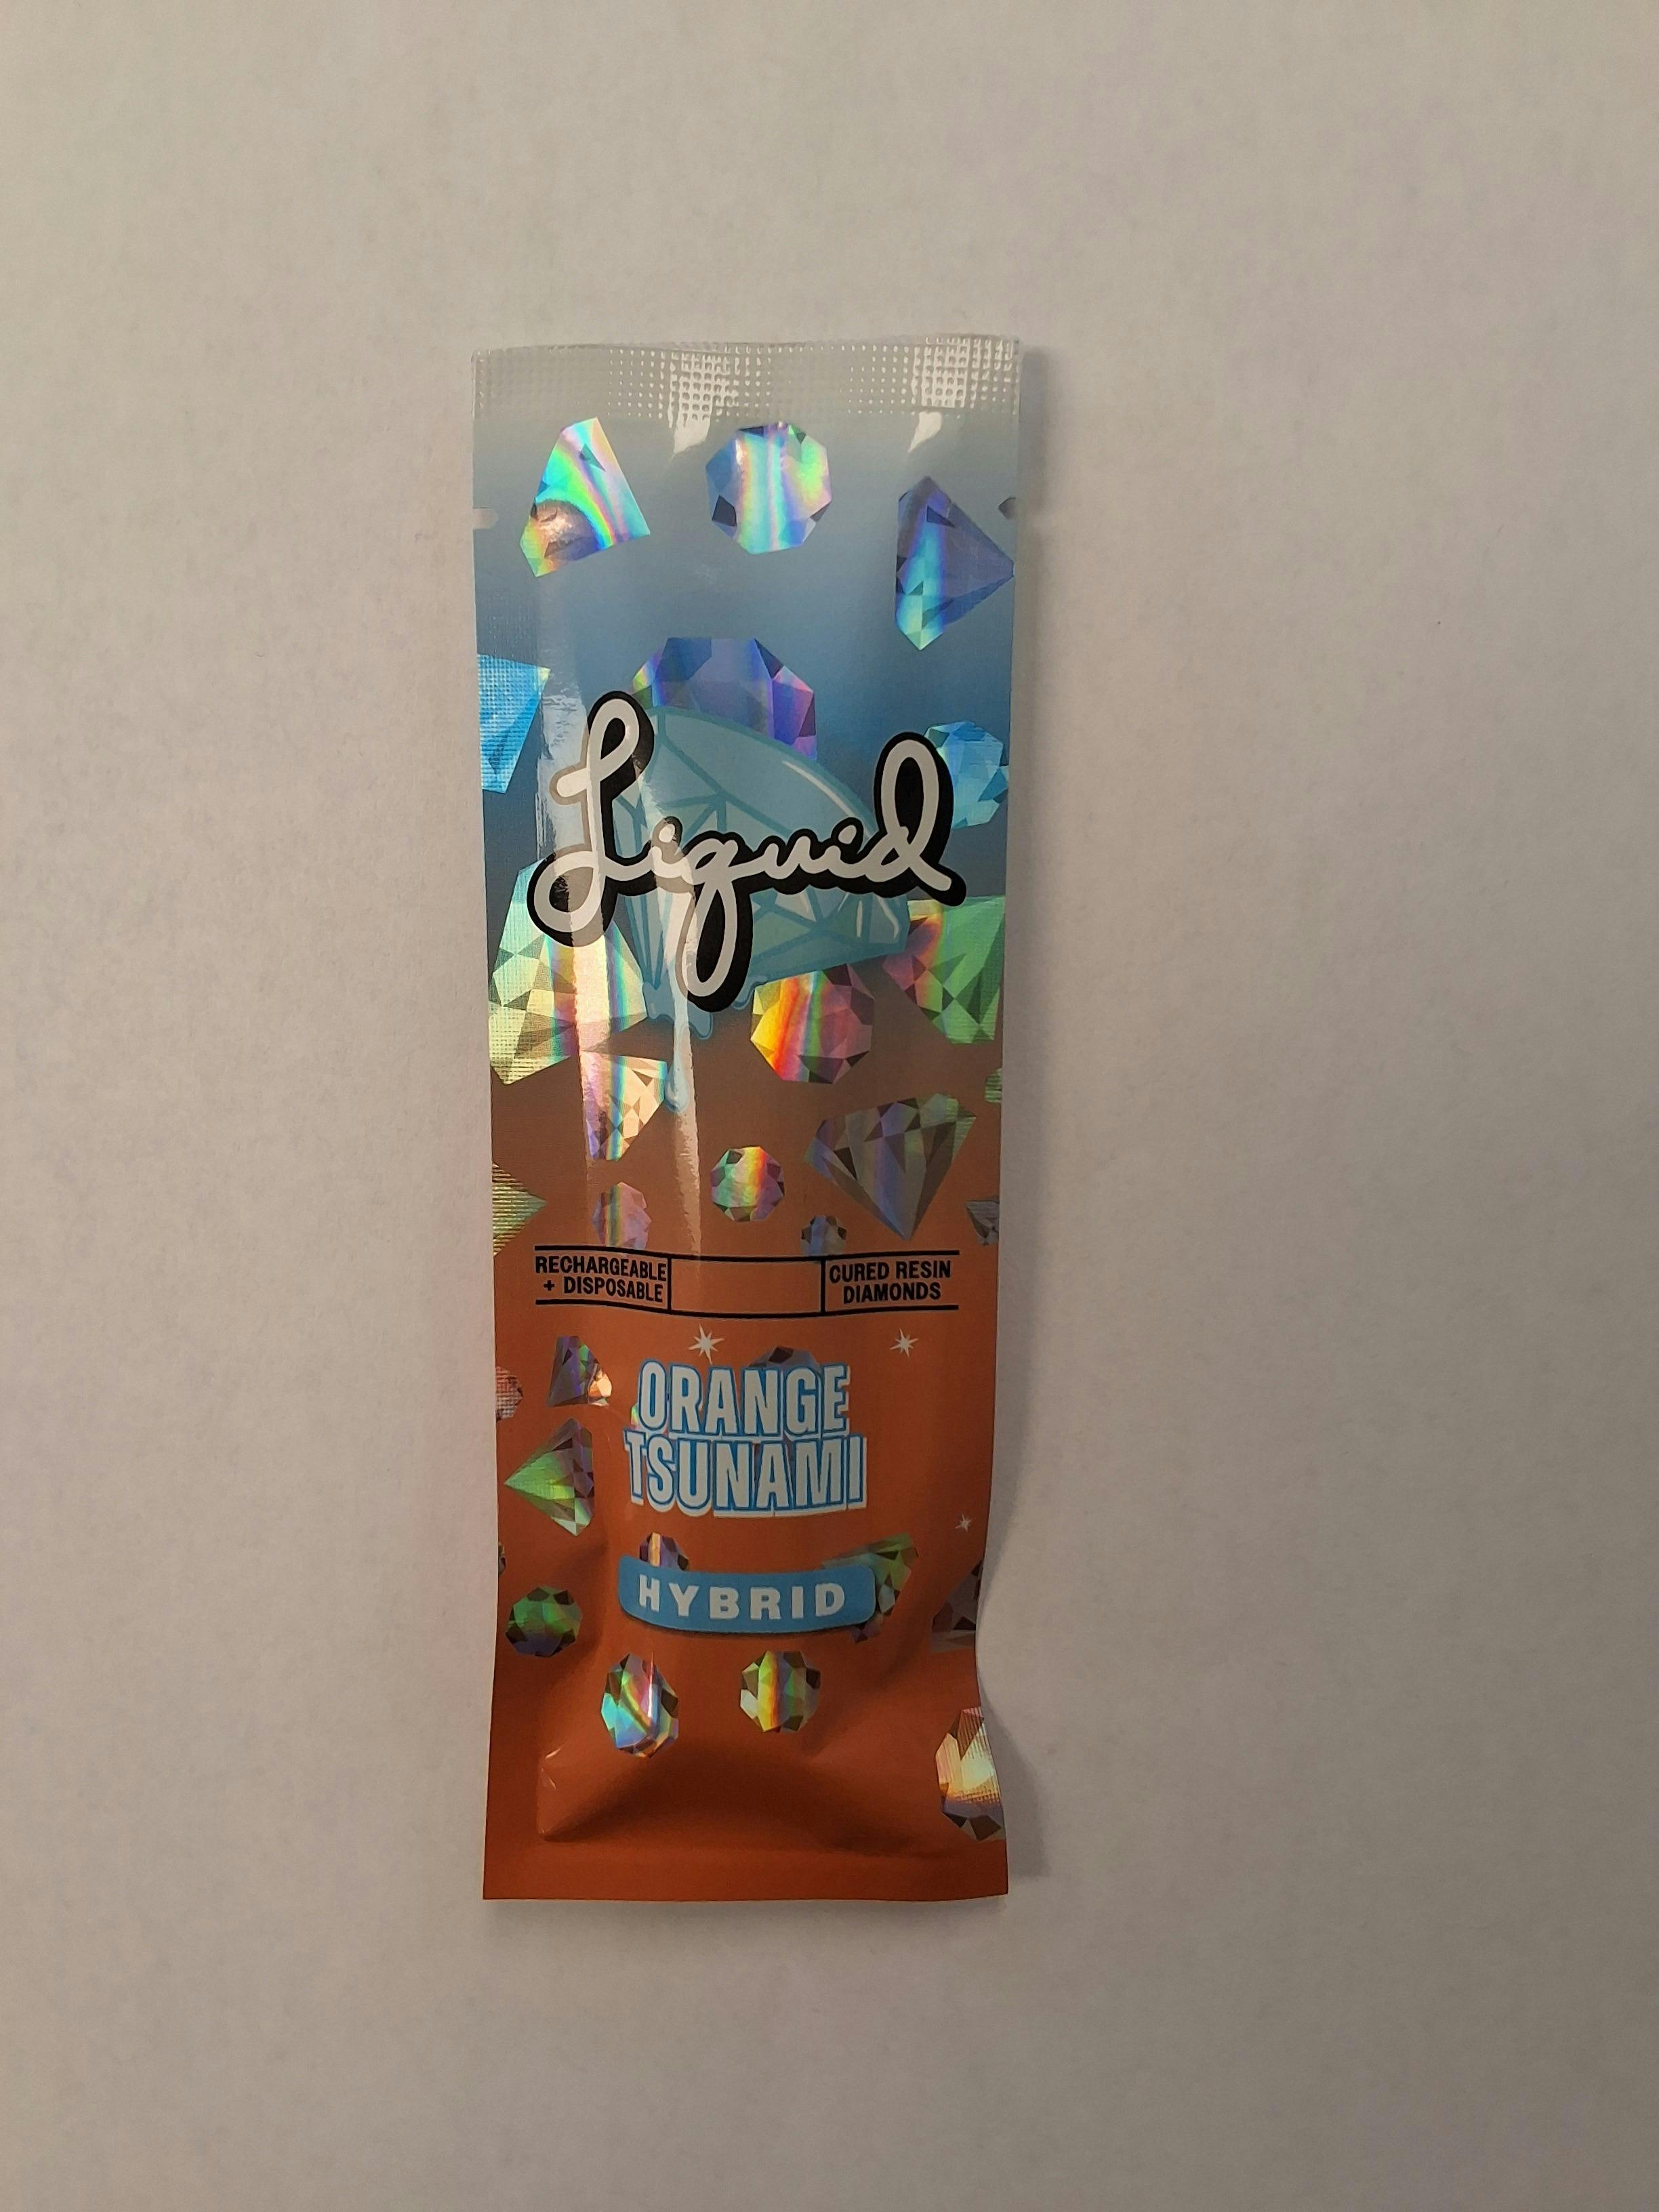 Liquid
RECHARGEABLE
+ DISPOSABLE
CURED RESIN
DIAMONDS
ORANGE
TSUNAMI
HYBRID